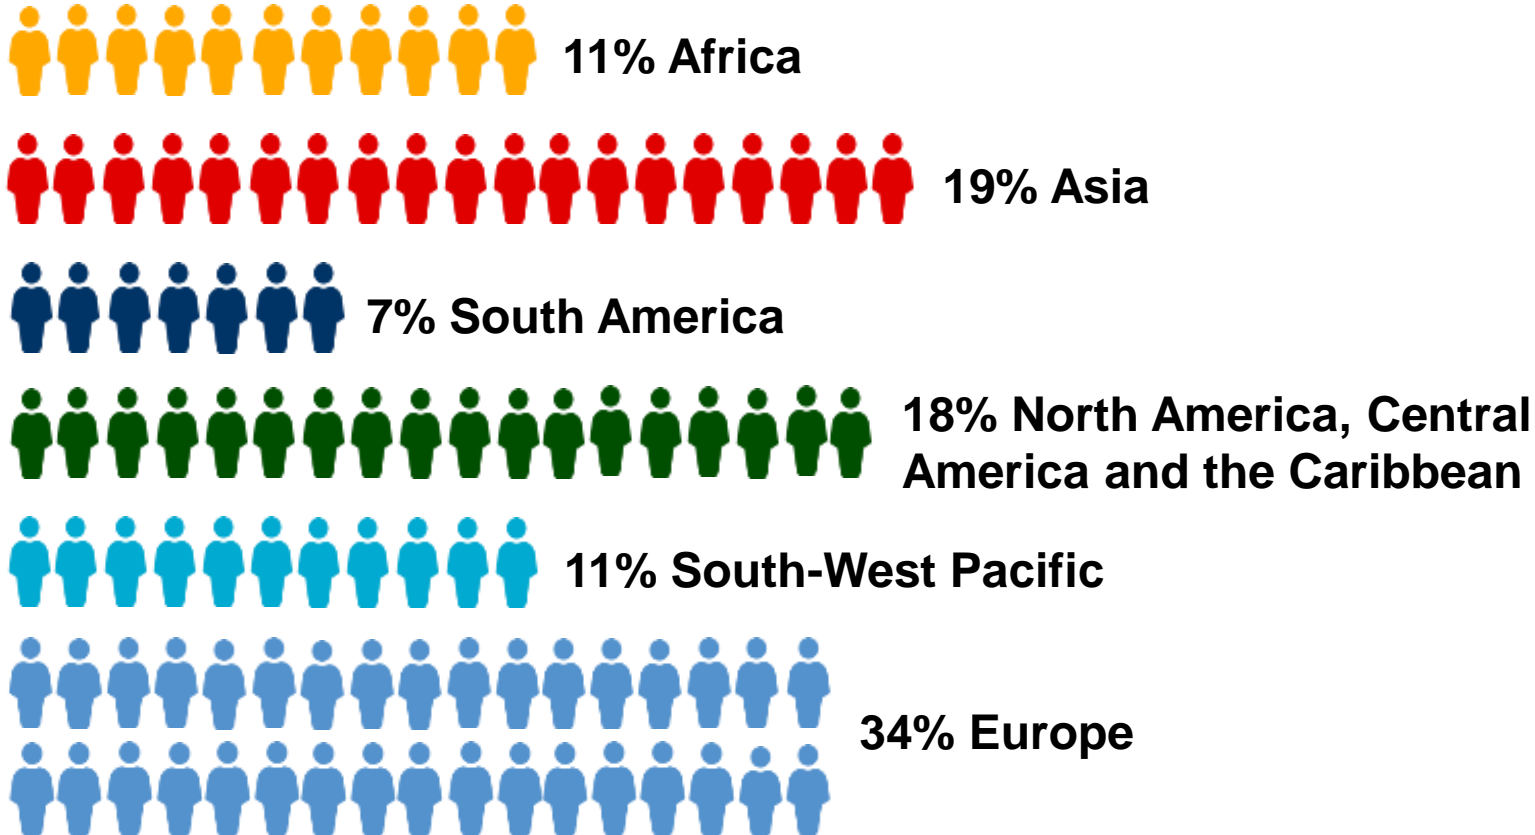 11% Africa
19% Asia
7% South America
18% North America, Central
America and the Caribbean
11% South-West Pacific
34% Europe